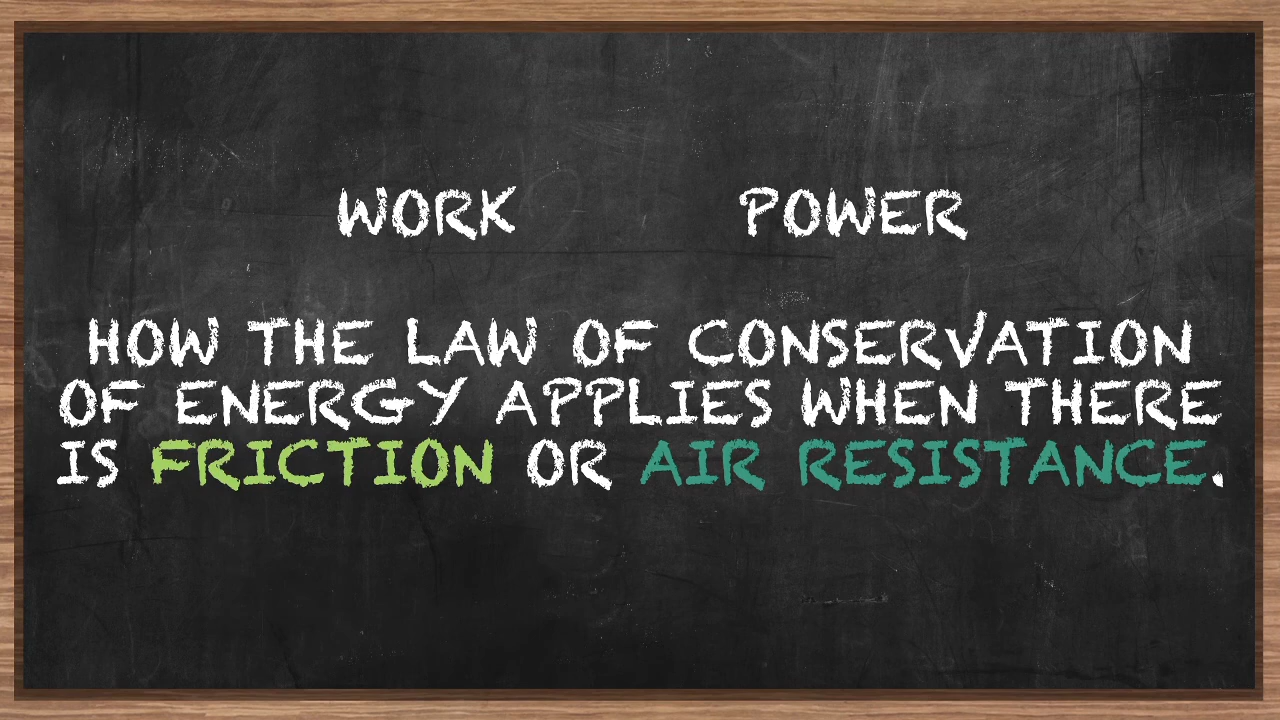 WORK POWER
HOW THE LAW OF CONSERVATION
OF ENERGY APPLIES WHEN THERE
IS FRICTION OR AIR RESISTANCE.